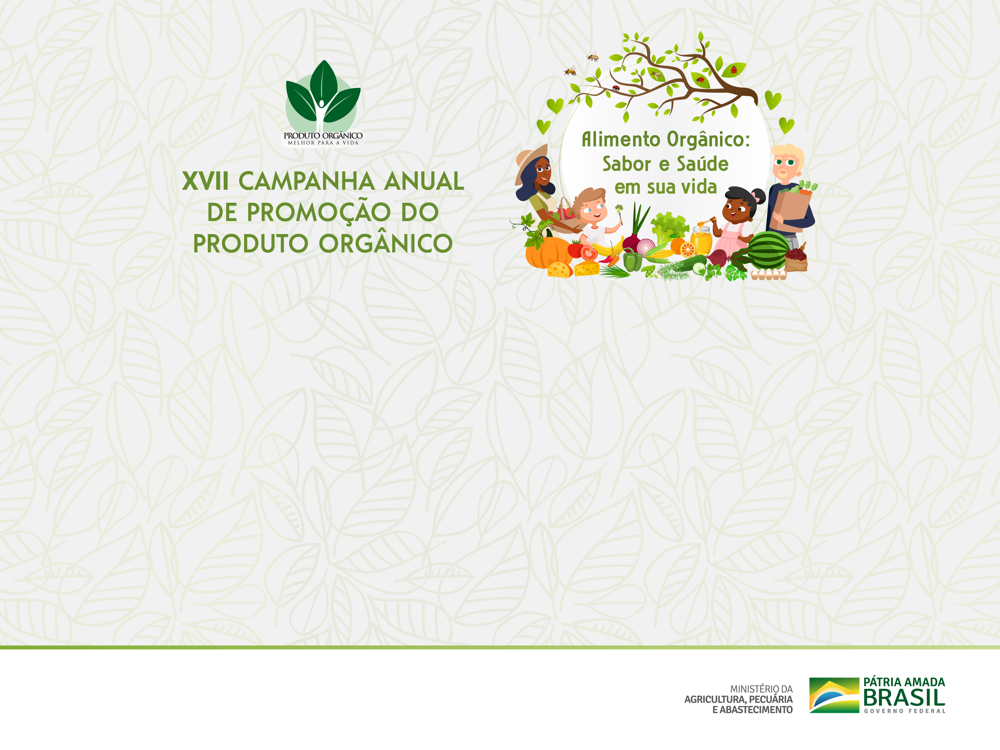 PRODUTO ORGÂNICO
MELHOR PARA A VIDA
XVII CAMPANHA ANUAL
DE PROMOÇÃO DO
PRODUTO ORGÂNICO
Alimento Orgânico:
Sabor e Saúde
em sua vida
MINISTÉRIO DA
AGRICULTURA, PECUÁRIA
E ABASTECIMENTO
PÁTRIA AMADA
BRASIL
GOVERNO FEDERAL